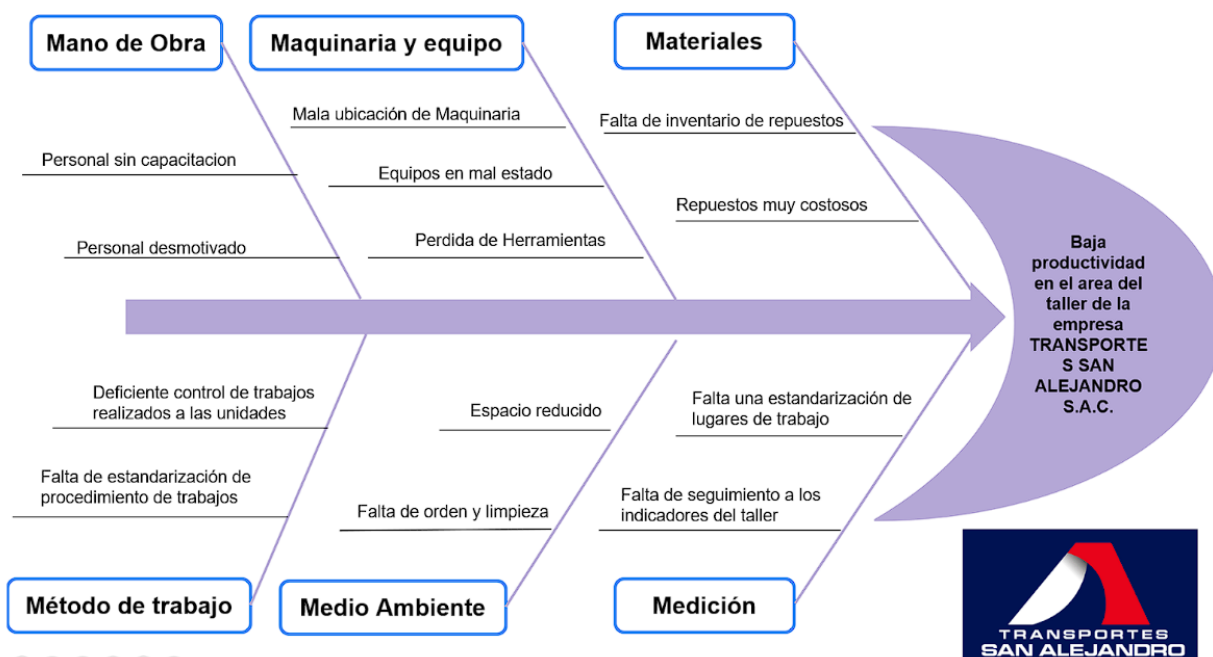 Mano de Obra
Maquinaria y equipo
Materiales
Mala ubicación de Maquinaria
Falta de inventario de repuestos
Personal sin capacitacion
Equipos en mal estado
Repuestos muy costosos
Personal desmotivado
Perdida de Herramientas
Baja
productividad
en el area del
taller de la
empresa
TRANSPORTE
S SAN
ALEJANDRO
S.A.C.
Deficiente control de trabajos
realizados a las unidades
Espacio reducido
Falta una estandarización de
lugares de trabajo
Falta de estandarización de
procedimiento de trabajos
Falta de orden y limpieza
Falta de seguimiento a los
indicadores del taller
Método de trabajo
Medio Ambiente
Medición
TRANSPORTES
SAN ALEJANDRO